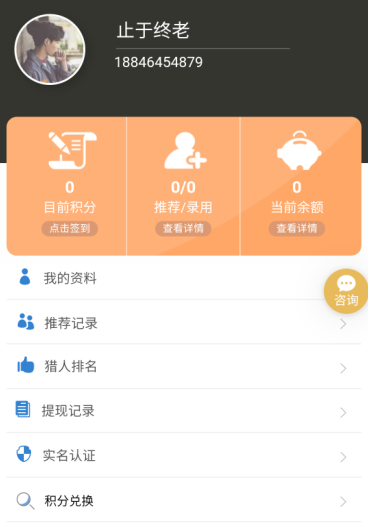 止于终老
18846454879
0
0/0
0
目前积分
推荐/录用
当前余额
点击签到
查看详情
查看详情
我的资料
咨询
推荐记录
猎人排名
提现记录
实名认证
积分兑换